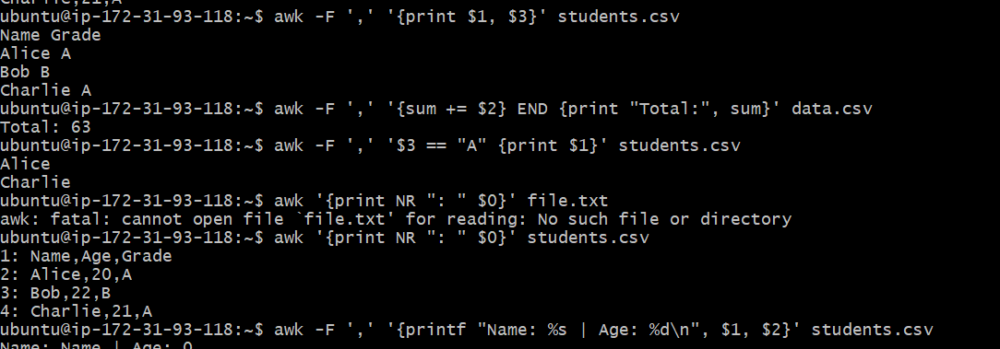 Charlie,21,A
ubuntu@ip-172-31-93-118:~$ awk -F ',' '{print $1, $3}' students.csv
Name Grade
Alice A
Bob B
Charlie A
ubuntu@ip-172-31-93-118:~$ awk -F ',' '{sum += $2} END {print "Total:", sum}' data.csv
Total: 63
ubuntu@ip-172-31-93-118:~$ awk -F ',' '$3 == "A" {print $1}' students.csv
Alice
Charlie
ubuntu@ip-172-31-93-118:~$ awk '{print NR ": " $0}' file.txt
awk: fatal: cannot open file `file.txt' for reading: No such file or directory
ubuntu@ip-172-31-93-118:~$ awk '{print NR ": " $0}' students.csv
1: Name,Age,Grade
2: Alice,20,A
3: Bob,22,B
4: Charlie,21,A
ubuntu@ip-172-31-93-118:~$ awk -F ',' '{printf "Name: %s | Age: %d\n", $1, $2}' students.csv
Name: Name | Age: 0